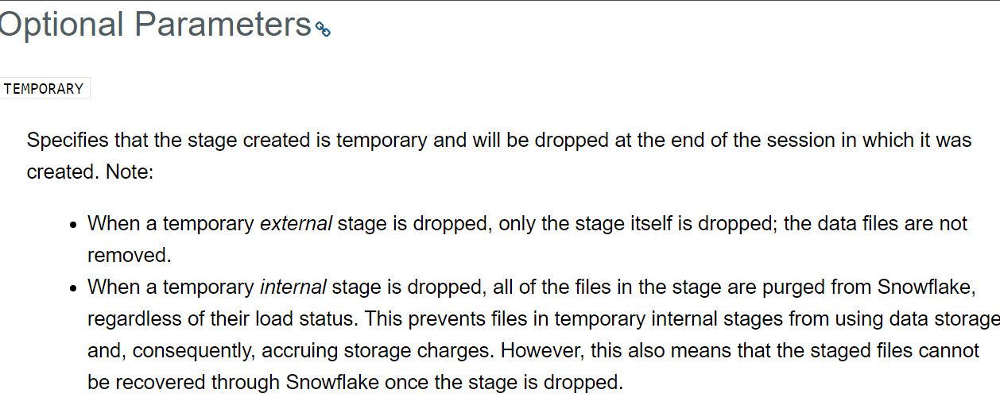 Optional Parameters
TEMPORARY
Specifies that the stage created is temporary and will be dropped at the end of the session in which it was
created. Note:
• When a temporary external stage is dropped, only the stage itself is dropped; the data files are not
removed.
• When a temporary internal stage is dropped, all of the files in the stage are purged from Snowflake,
regardless of their load status. This prevents files in temporary internal stages from using data storage
and, consequently, accruing storage charges. However, this also means that the staged files cannot
be recovered through Snowflake once the stage is dropped.